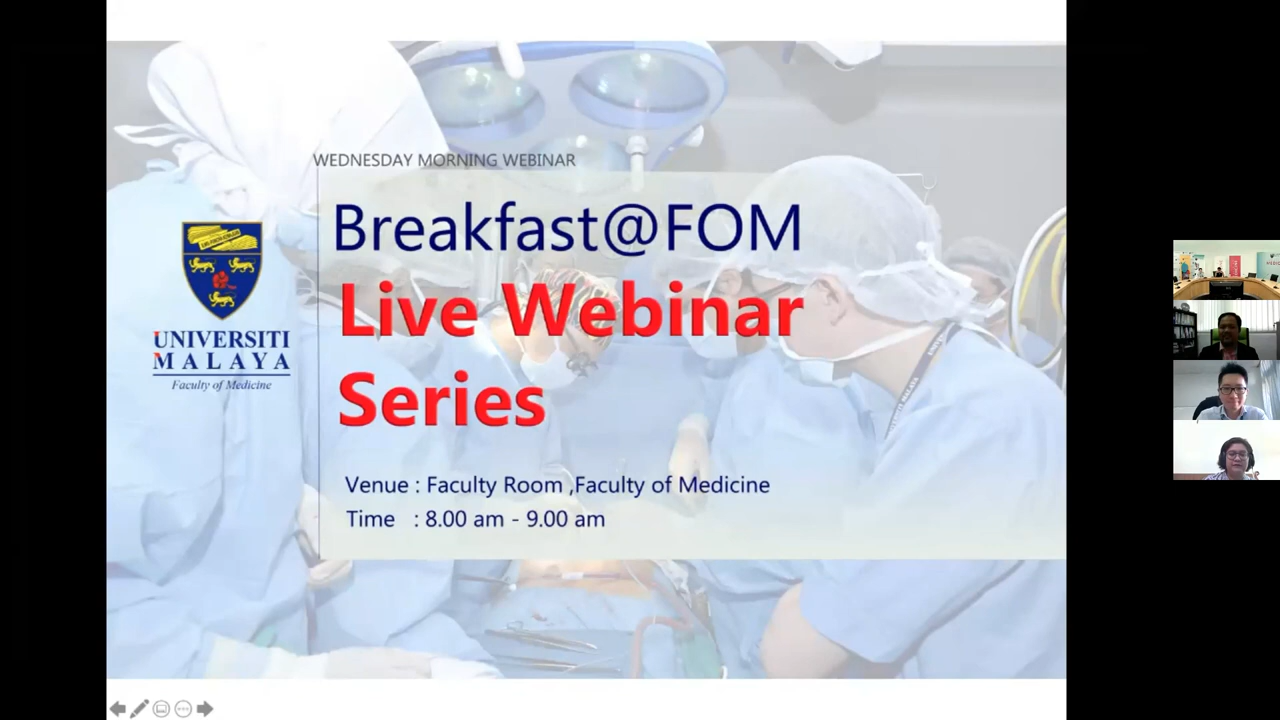 WEDNESDAY MORNING WEBINAR
Breakfast@FOM
Live Webinar
Series
UNIVERSITI
MALAYA
Faculty of Medicine
Venue : Faculty Room ,Faculty of Medicine
Time : 8.00 am - 9.00 am